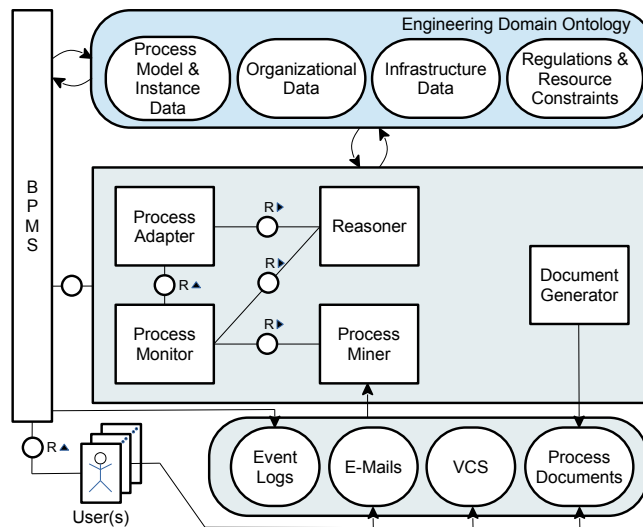 Engineering Domain Ontology
Process
Model &
Instance
Data
Organizational
Data
Infrastructure
Data
Regulations &
Resource
Constraints
BPMS
Process
Adapter
R
Reasoner
R
R
Process
Monitor
R
Process
Miner
Document
Generator
R
Event
Logs
E-Mails
VCS
Process
Documents
User(s)